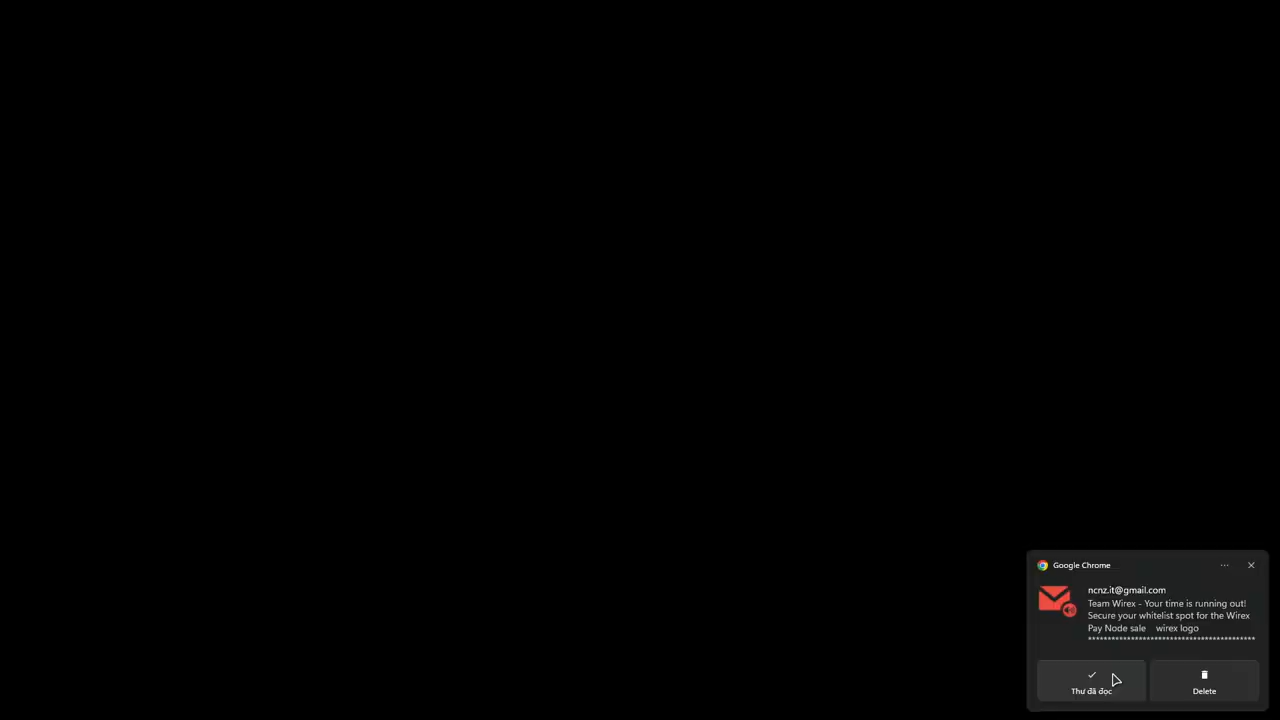 Google Chrome
ncnz.it@gmail.com
Team Wirex - Your time is running out!
Secure your whitelist spot for the Wirex
Pay Node sale wirex logo
*******************************************
Thư đã đọc
Delete